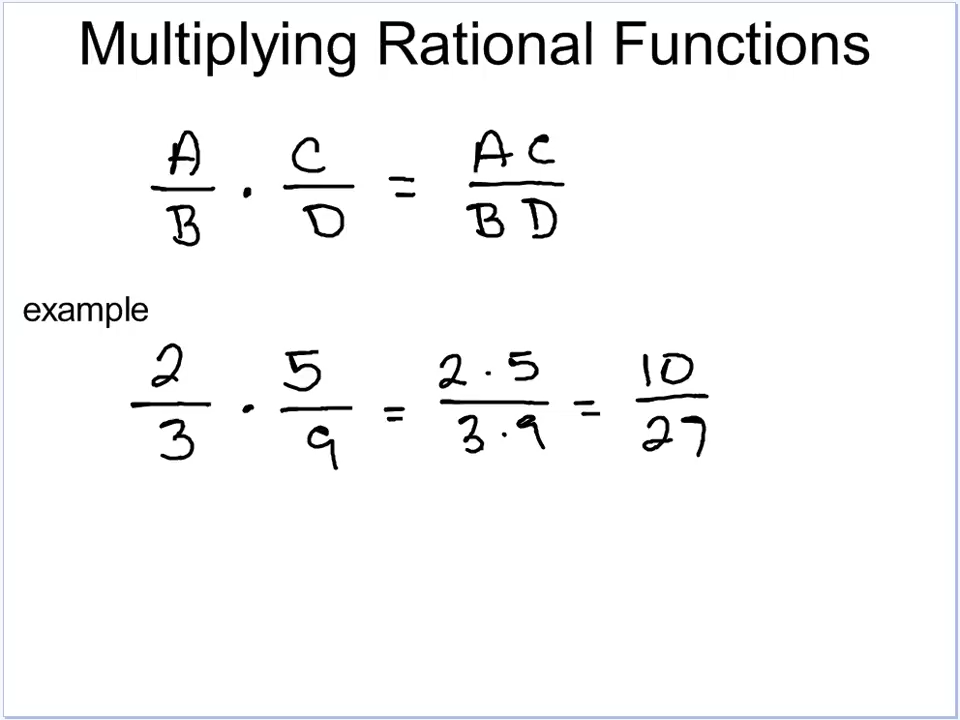 Multiplying Rational Functions
A/B · C/D = AC/BD
example
2/3 · 5/9 = 2·5/3·9 = 10/27